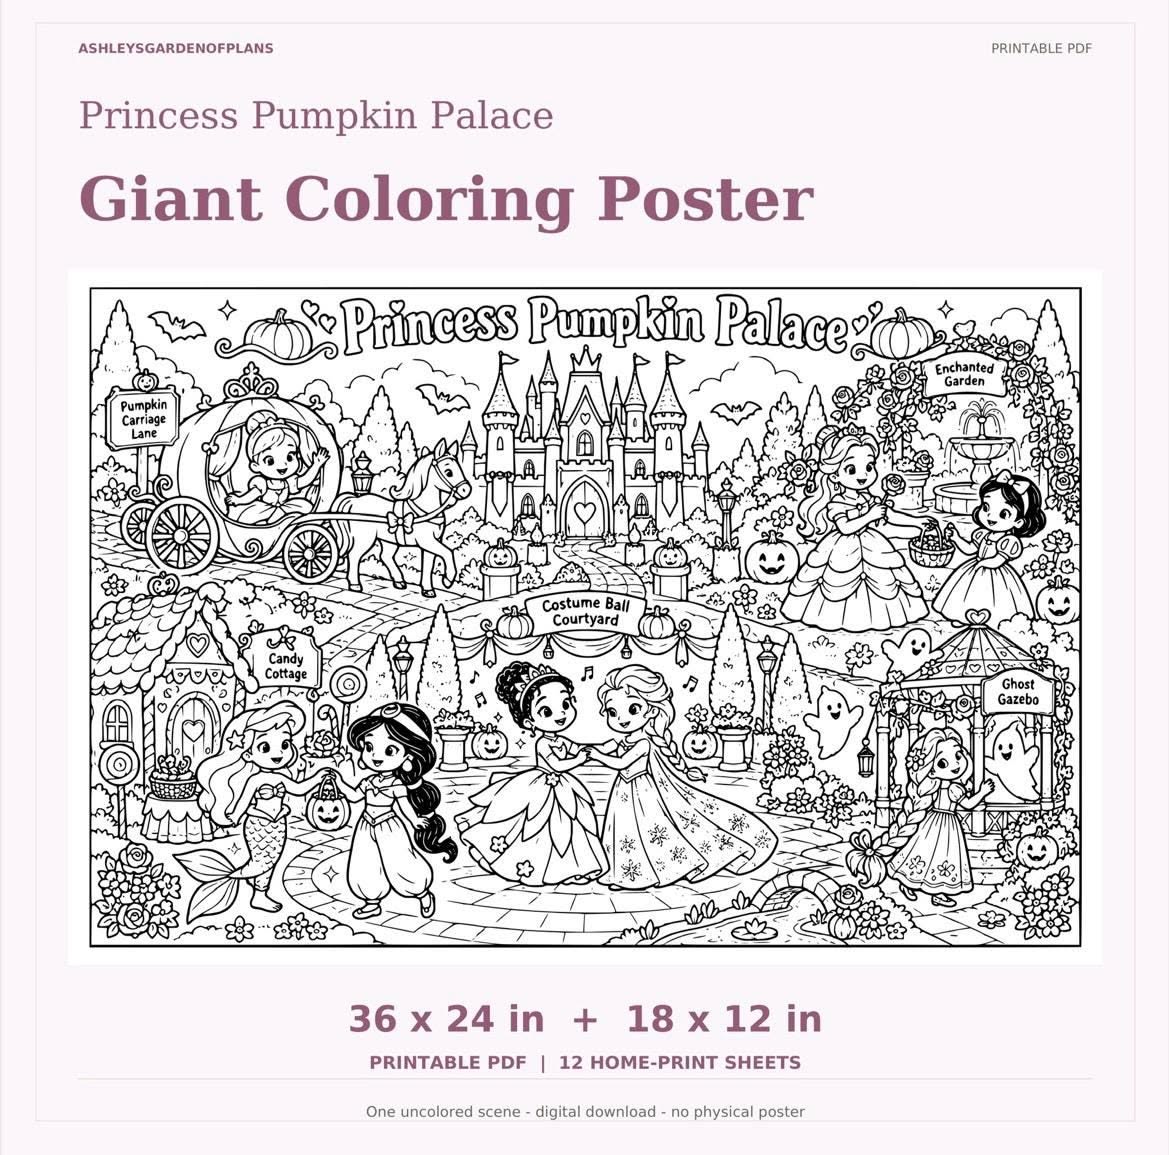 ASHLEYSGARDENOFPLANS
PRINTABLE PDF
Princess Pumpkin Palace
Giant Coloring Poster
Princess Pumpkin Palace
Enchanted
Garden
Pumpkin
Carriage
Lane
Costume Ball
Courtyard
Candy
Cottage
Ghost
Gazebo
36 x 24 in + 18 x 12 in
PRINTABLE PDF | 12 HOME-PRINT SHEETS
One uncolored scene - digital download - no physical poster